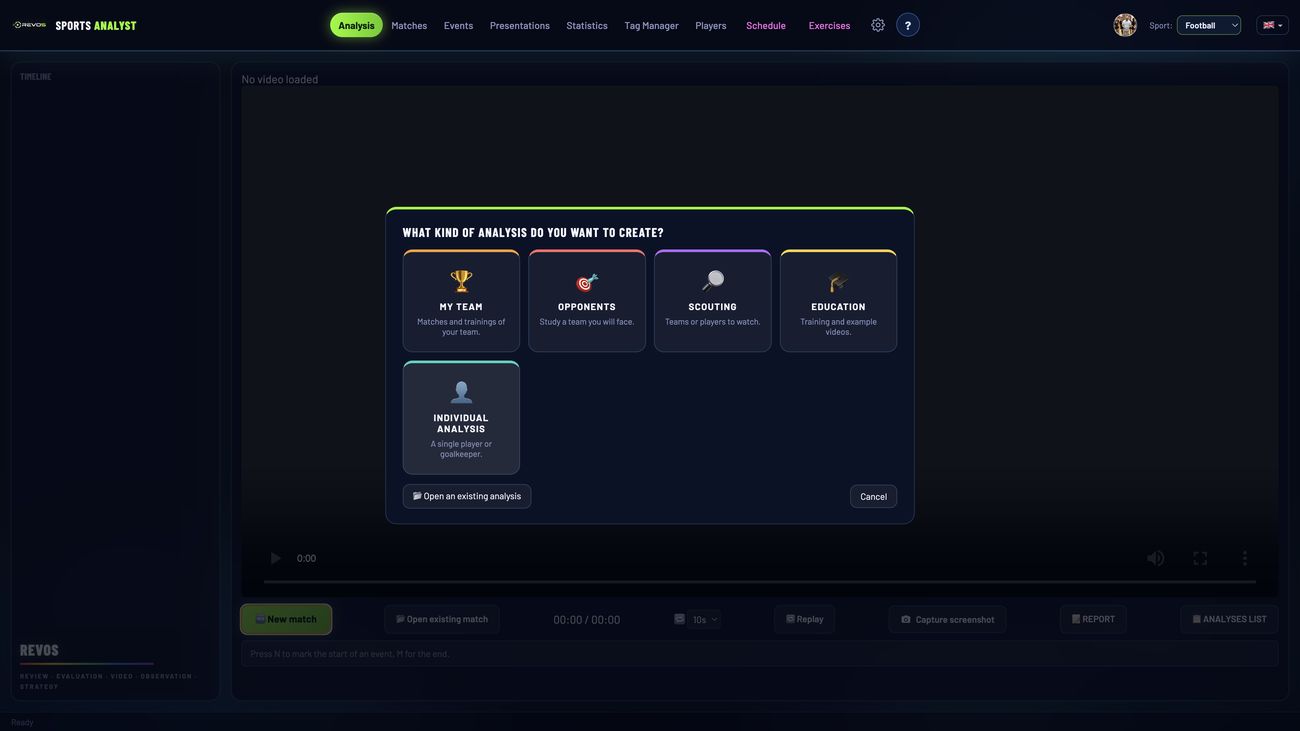 REVOS SPORTS ANALYST
Analysis Matches Events Presentations Statistics Tag Manager Players Schedule Exercises ?
Sport: Football
TIMELINE
No video loaded
WHAT KIND OF ANALYSIS DO YOU WANT TO CREATE?
MY TEAM
Matches and trainings of
your team.
OPPONENTS
Study a team you will face.
SCOUTING
Teams or players to watch.
EDUCATION
Training and example
videos.
INDIVIDUAL
ANALYSIS
A single player or
goalkeeper.
Open an existing analysis
Cancel
0:00
New match Open existing match 00:00 / 00:00 10s Replay Capture screenshot REPORT ANALYSES LIST
Press N to mark the start of an event, M for the end.
REVOS
REVIEW · EVALUATION · VIDEO · OBSERVATION ·
STRATEGY
Ready